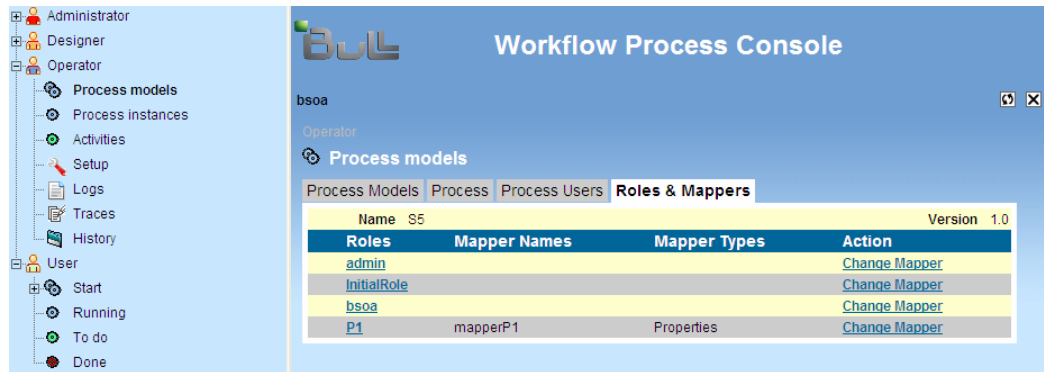 Administrator
Designer
Operator
Process models
Process instances
Activities
Setup
Logs
Traces
History
User
Start
Running
To do
Done
Bull
Workflow Process Console
bsoa
Operator
Process models
Process Models Process Process Users Roles & Mappers
Name S5 Version 1.0
Roles Mapper Names Mapper Types Action
admin Change Mapper
InitialRole Change Mapper
bsoa Change Mapper
P1 mapperP1 Properties Change Mapper